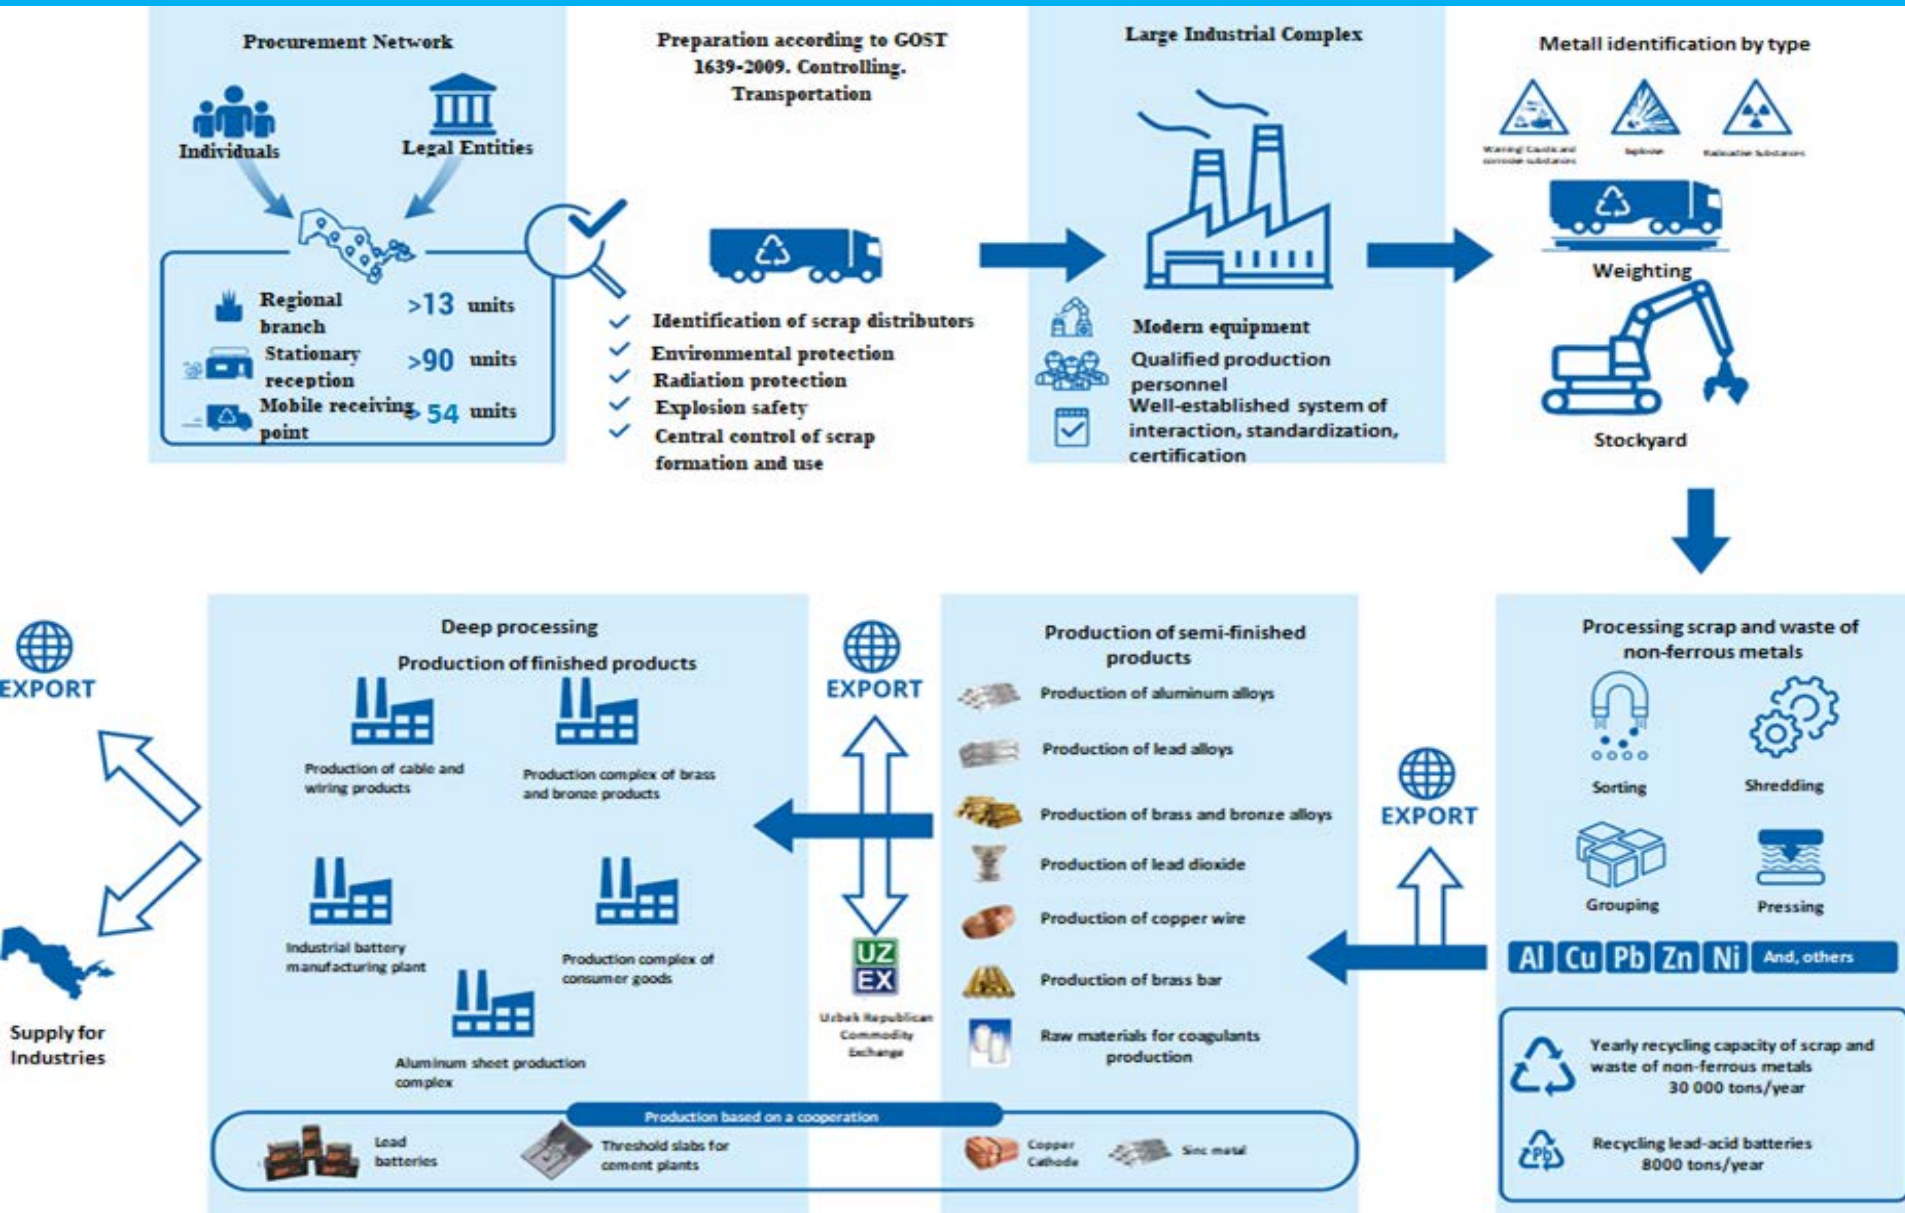 Procurement Network
Individuals
Legal Entities
Regional
branch
>13 units
Stationary
reception
>90 units
Mobile receiving
point
> 54 units
Preparation according to GOST
1639-2009. Controlling.
Transportation
Identification of scrap distributors
Environmental protection
Radiation protection
Explosion safety
Central control of scrap
formation and use
Large Industrial Complex
Modern equipment
Qualified production
personnel
Well-established system of
interaction, standardization,
certification
Metall identification by type
Warning! Caustic and
corrosive substances
Explosive
Radioactive Substances
Weighting
Stockyard
Processing scrap and waste of
non-ferrous metals
Sorting
Shredding
Grouping
Pressing
Al Cu Pb Zn Ni And, others
Yearly recycling capacity of scrap and
waste of non-ferrous metals
30 000 tons/year
Pb
Recycling lead-acid batteries
8000 tons/year
EXPORT
Production of semi-finished
products
Production of aluminum alloys
Production of lead alloys
Production of brass and bronze alloys
Production of lead dioxide
Production of copper wire
Production of brass bar
Raw materials for coagulants
production
EXPORT
UZ
EX
Uzbek Republican
Commodity
Exchange
Deep processing
Production of finished products
Production of cable and
wiring products
Production complex of brass
and bronze products
Industrial battery
manufacturing plant
Production complex of
consumer goods
Aluminum sheet production
complex
Production based on a cooperation
Lead
batteries
Threshold slabs for
cement plants
Copper
Cathode
Sinc metal
EXPORT
Supply for
Industries